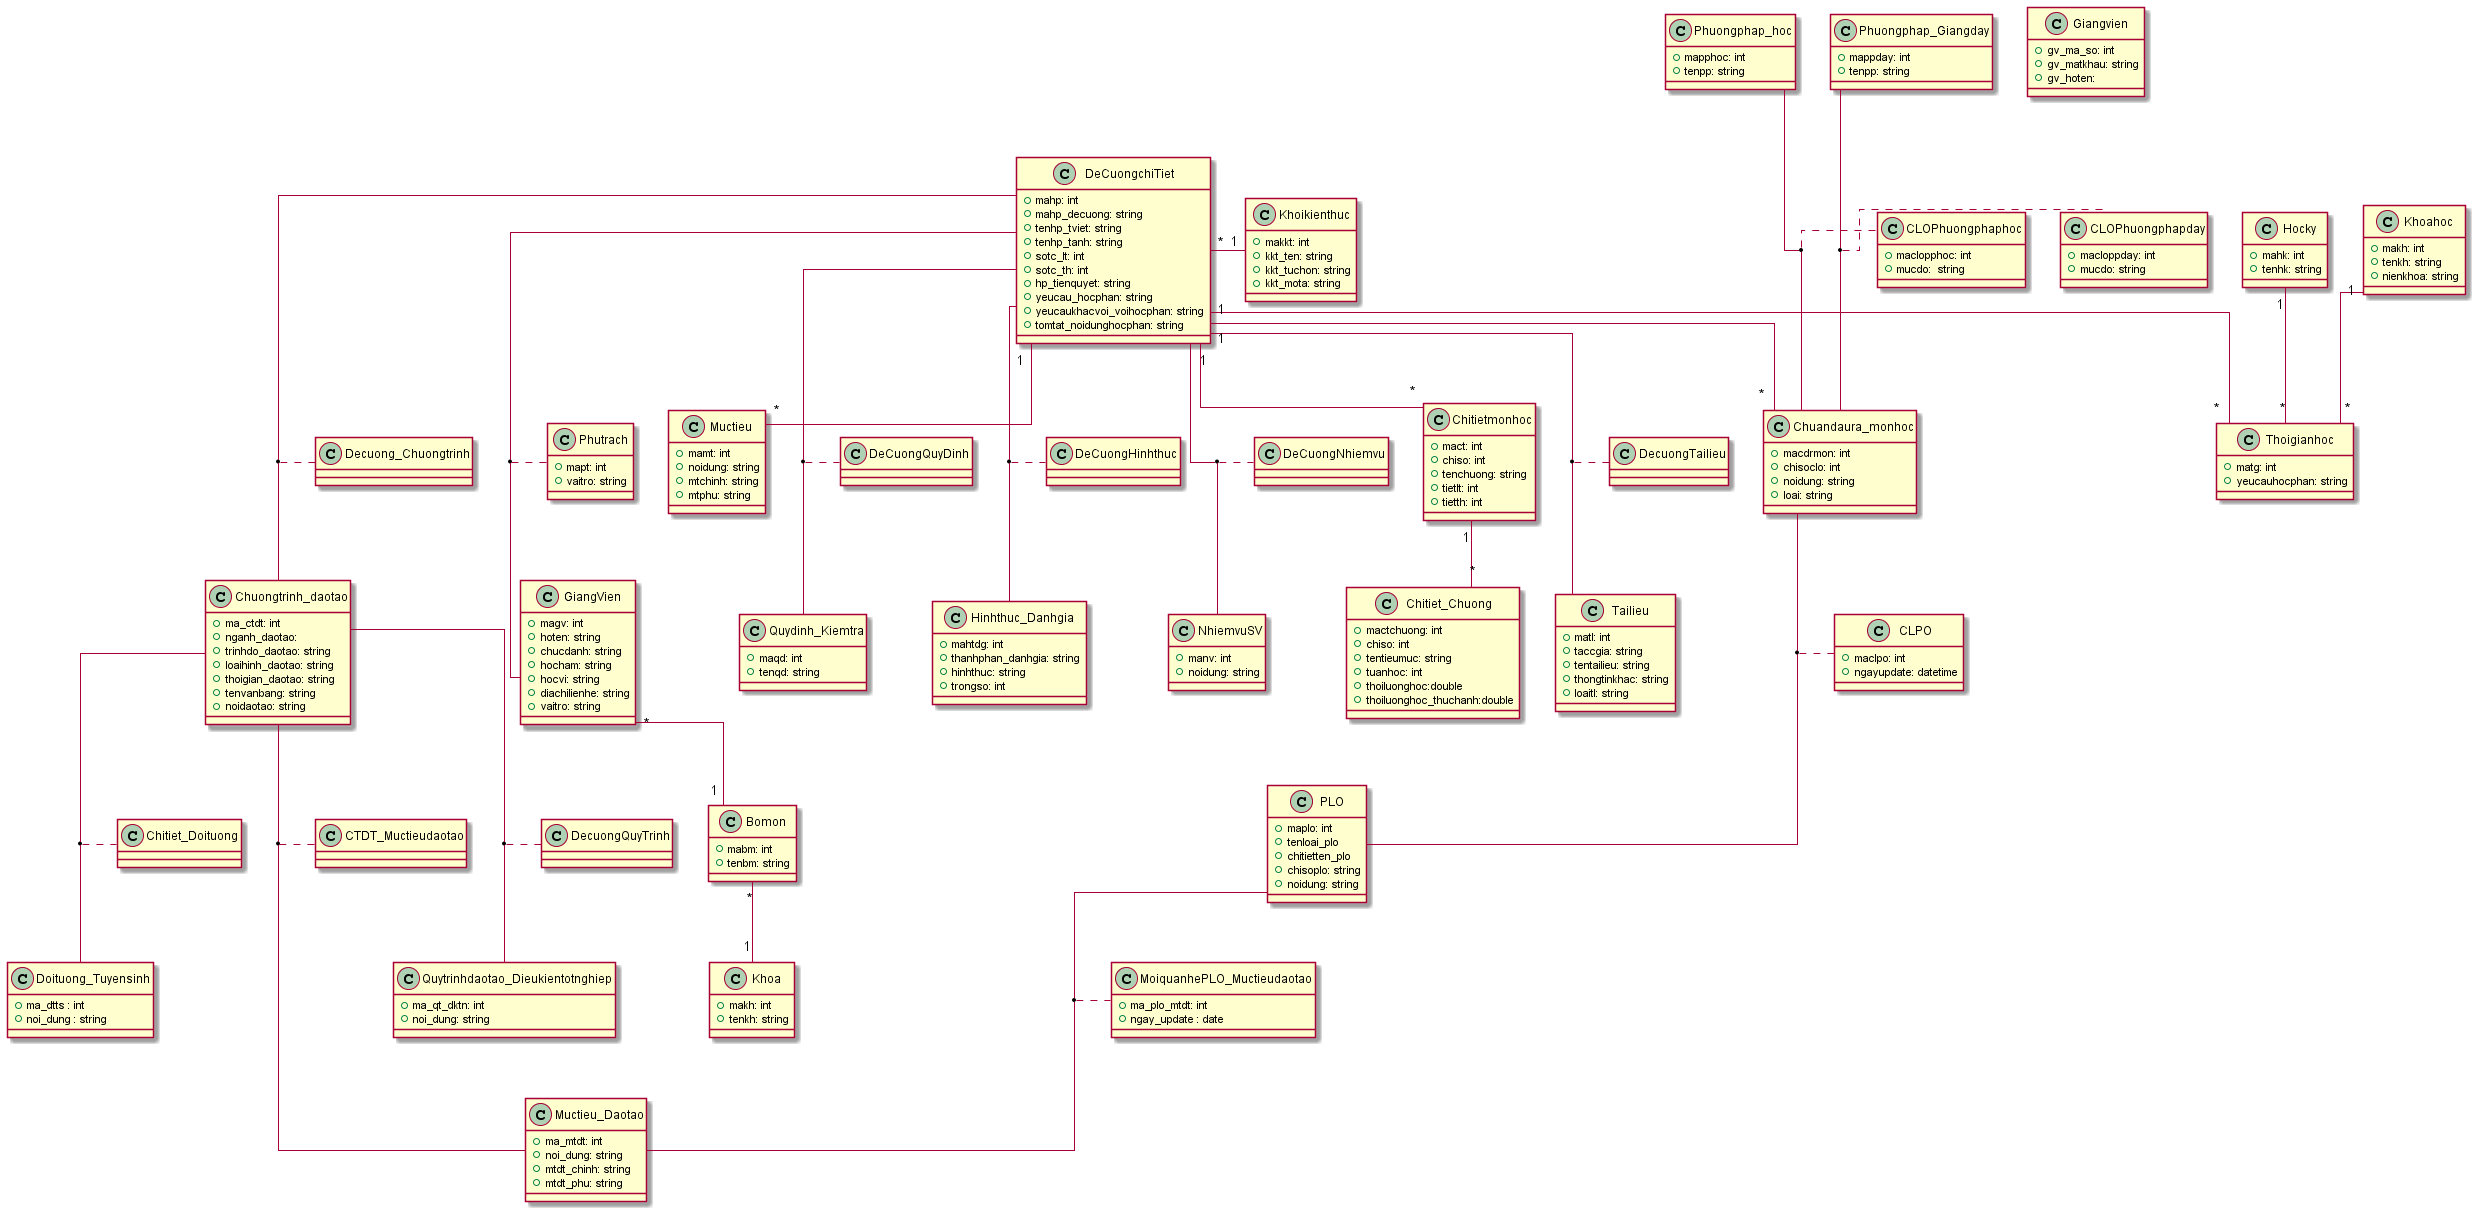 C Phuongphap_hoc
mapphoc: int
tenpp: string
C Phuongphap_Giangday
mappday: int
tenpp: string
C Giangvien
gv_ma_so: int
gv_matkhau: string
gv_hoten:
C DeCuongchiTiet
mahp: int
mahp_decuong: string
tenhp_tviet: string
tenhp_tanh: string
sotc_lt: int
sotc_th: int
hp_tienquyet: string
yeucau_hocphan: string
yeucaukhacvoi_voihocphan: string
tomtat_noidunghocphan: string
* 1
C Khoikienthuc
makkt: int
kkt_ten: string
kkt_tuchon: string
kkt_mota: string
C CLOPhuongphaphoc
maclopphoc: int
mucdo: string
C CLOPhuongphapday
macloppday: int
mucdo: string
C Hocky
mahk: int
tenhk: string
C Khoahoc
makh: int
tenkh: string
nienkhoa: string
1
1
1
1
1
1
*
*
*
*
*
*
C Decuong_Chuongtrinh
C Phutrach
mapt: int
vaitro: string
C Muctieu
mamt: int
noidung: string
mtchinh: string
mtphu: string
C DeCuongQuyDinh
C DeCuongHinhthuc
C DeCuongNhiemvu
C Chitietmonhoc
mact: int
chiso: int
tenchuong: string
tietlt: int
tietth: int
C DecuongTailieu
C Chuandaura_monhoc
macdrmon: int
chisoclo: int
noidung: string
loai: string
C Thoigianhoc
matg: int
yeucauhocphan: string
1
*
C Chuongtrinh_daotao
ma_ctdt: int
nganh_daotao:
trinhdo_daotao: string
loaihinh_daotao: string
thoigian_daotao: string
tenvanbang: string
noidaotao: string
C GiangVien
magv: int
hoten: string
chucdanh: string
hocham: string
hocvi: string
diachilienhe: string
vaitro: string
C Quydinh_Kiemtra
maqd: int
tenqd: string
C Hinhthuc_Danhgia
mahtdg: int
thanhphan_danhgia: string
hinhthuc: string
trongso: int
C NhiemvuSV
manv: int
noidung: string
C Chitiet_Chuong
mactchuong: int
chiso: int
tentieumuc: string
tuanhoc: int
thoiluonghoc:double
thoiluonghoc_thuchanh:double
C Tailieu
matl: int
taccgia: string
tentailieu: string
thongtinkhac: string
loaitl: string
C CLPO
maclpo: int
ngayupdate: datetime
*
1
C Chitiet_Doituong
C CTDT_Muctieudaotao
C DecuongQuyTrinh
C Bomon
mabm: int
tenbm: string
C PLO
maplo: int
tenloai_plo
chitietten_plo
chisoplo: string
noidung: string
*
1
C Doituong_Tuyensinh
ma_dtts : int
noi_dung : string
C Quytrinhdaotao_Dieukientotnghiep
ma_qt_dktn: int
noi_dung: string
C Khoa
makh: int
tenkh: string
C MoiquanhePLO_Muctieudaotao
ma_plo_mtdt: int
ngay_update : date
C Muctieu_Daotao
ma_mtdt: int
noi_dung: string
mtdt_chinh: string
mtdt_phu: string